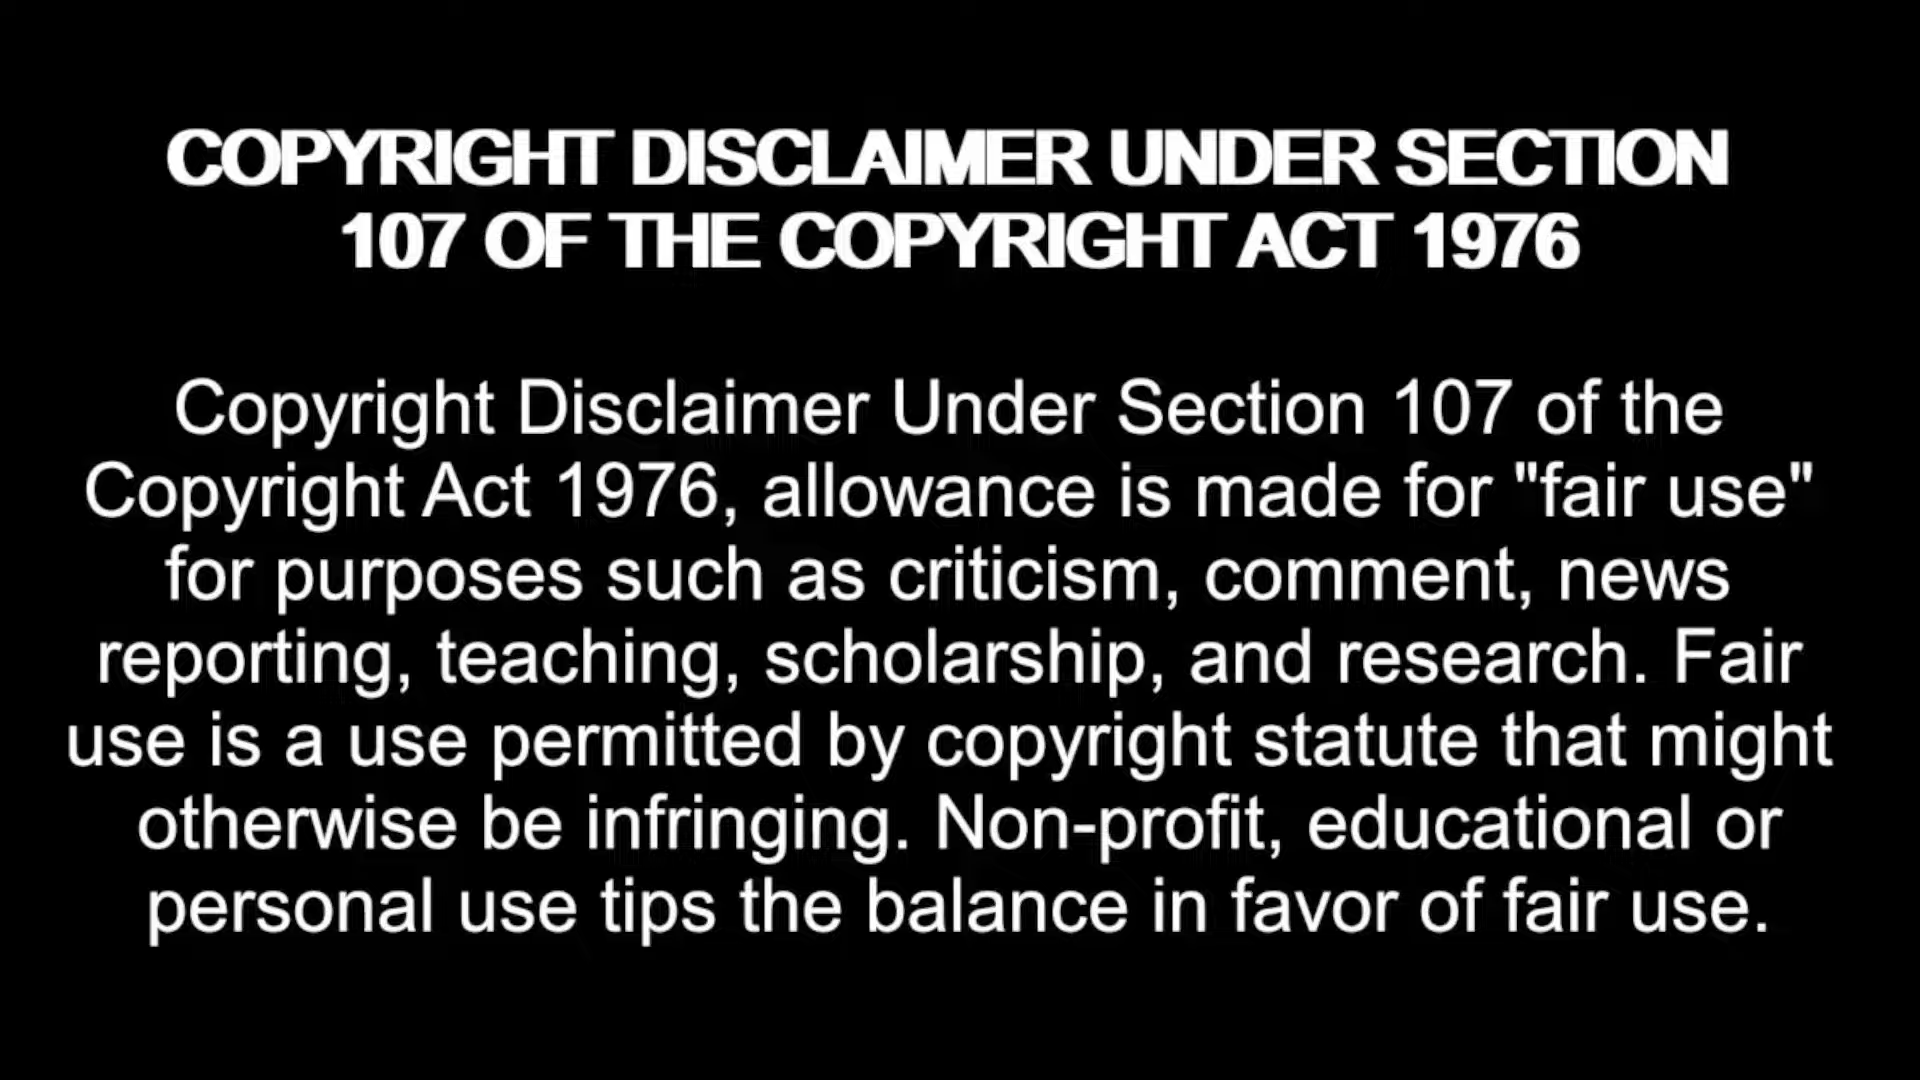 COPYRIGHT DISCLAIMER UNDER SECTION
107 OF THE COPYRIGHT ACT 1976
Copyright Disclaimer Under Section 107 of the
Copyright Act 1976, allowance is made for "fair use"
for purposes such as criticism, comment, news
reporting, teaching, scholarship, and research. Fair
use is a use permitted by copyright statute that might
otherwise be infringing. Non-profit, educational or
personal use tips the balance in favor of fair use.